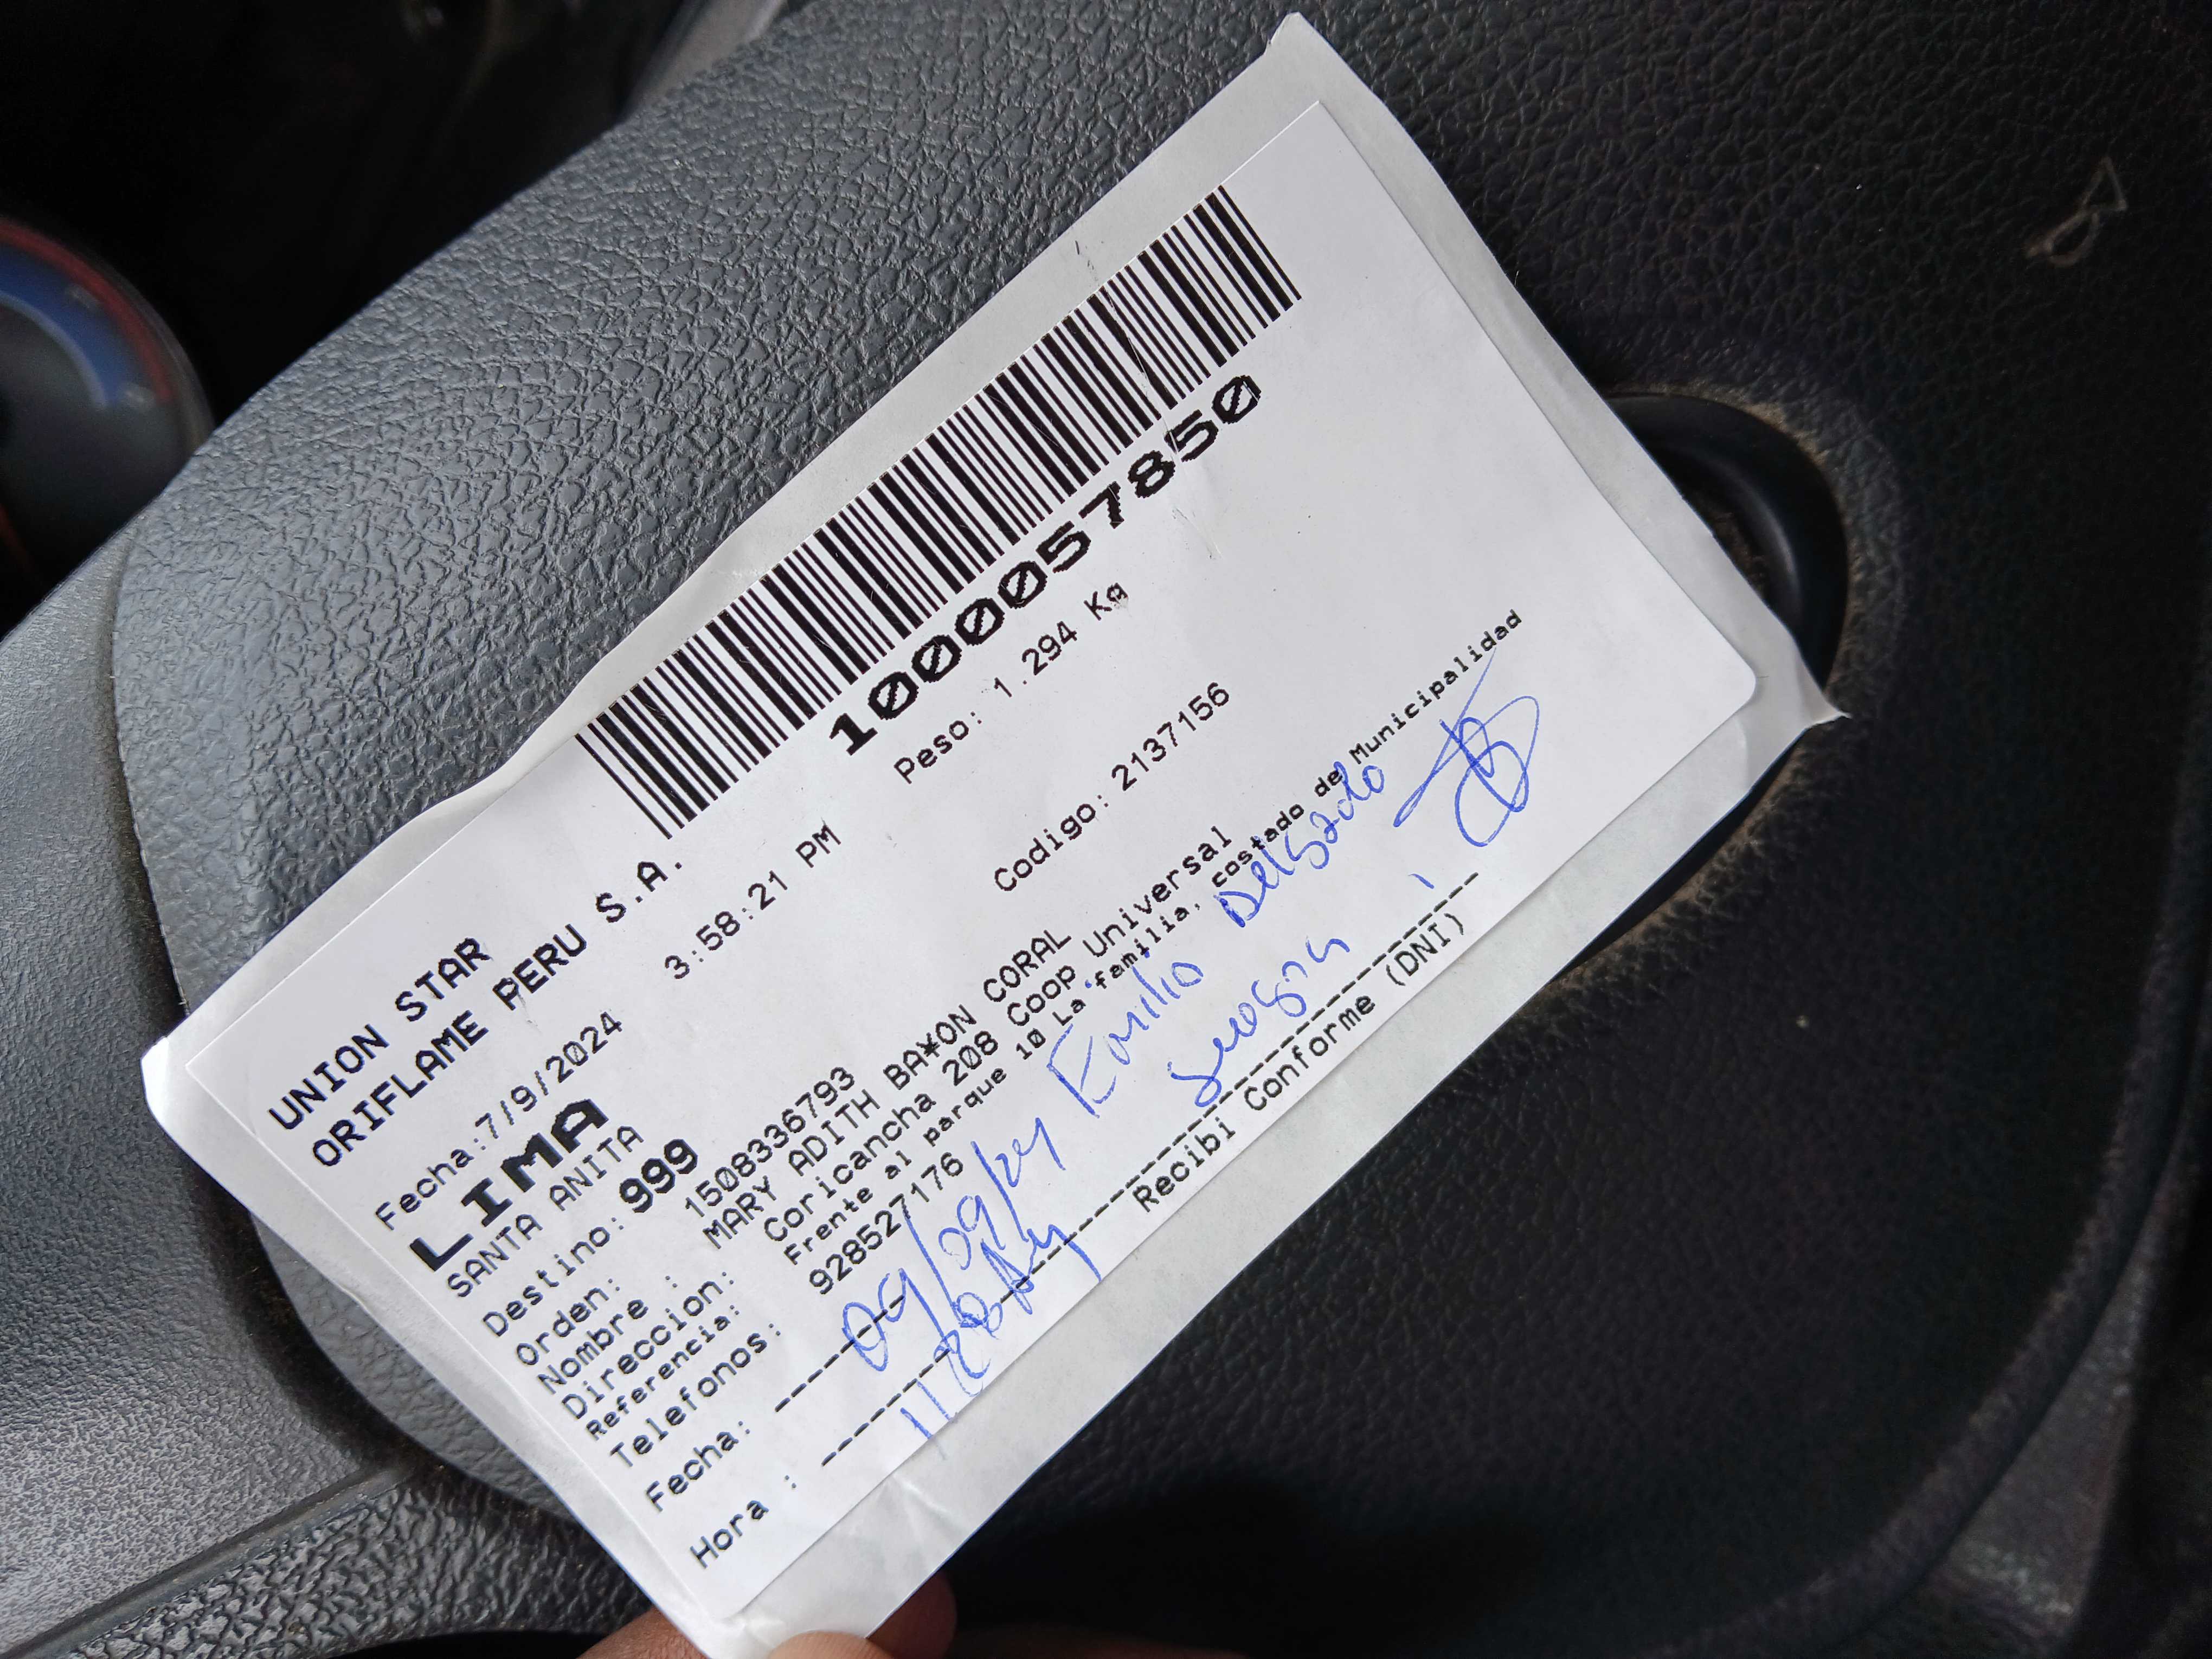 1000057850
Peso: 1.294 Kg
UNION STAR
ORIFLAME PERU S.A.
Fecha:7/9/2024 3:58:21 PM
LIMA
SANTA ANITA
Destino: 999
Codigo: 2137156
Orden: 1508336793
Nombre : MARY ADITH BA¥ON CORAL
Direccion: Coricancha 208 Coop Universal
Referencia: Frente al parque 10 La familia, costado de Municipalidad
Telefonos: 928527176
Emilio Delgado
Fecha: 09/09/24
suegra
Hora :
Recibi Conforme (DNI)